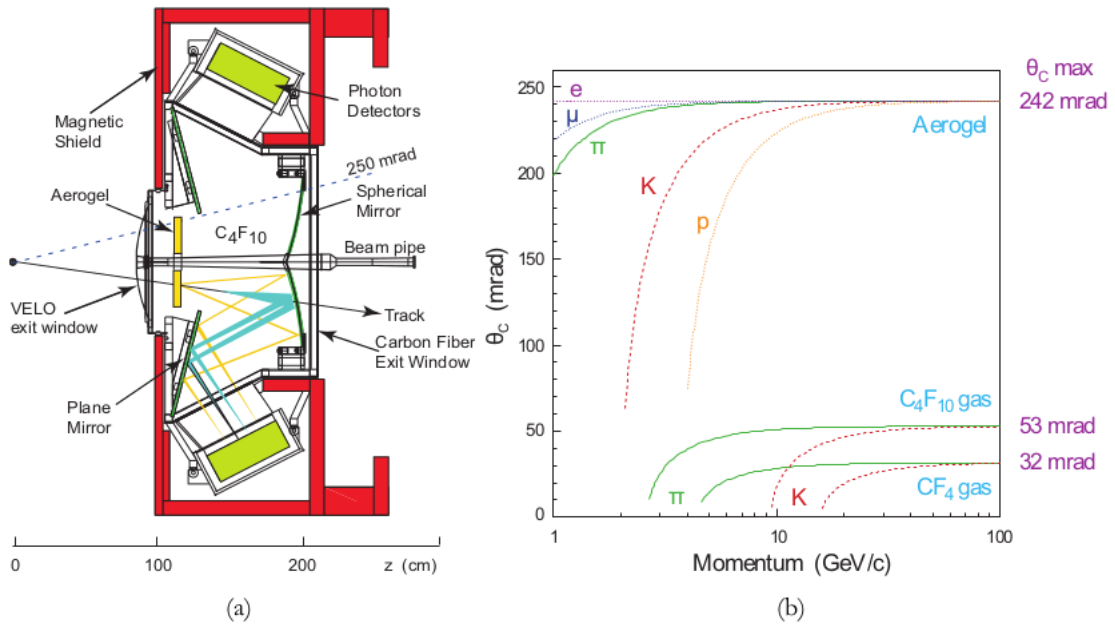 Magnetic
Shield
Photon
Detectors
250 mrad
Aerogel
Spherical
Mirror
C₄F₁₀
Beam pipe
VELO
exit window
Track
Carbon Fiber
Exit Window
Plane
Mirror
0
100
200
z (cm)
(a)
θC max
242 mrad
250
200
150
100
50
0
θC (mrad)
e
μ
π
K
p
Aerogel
C₄F₁₀ gas
53 mrad
32 mrad
π
K
CF₄ gas
1
10
100
Momentum (GeV/c)
(b)